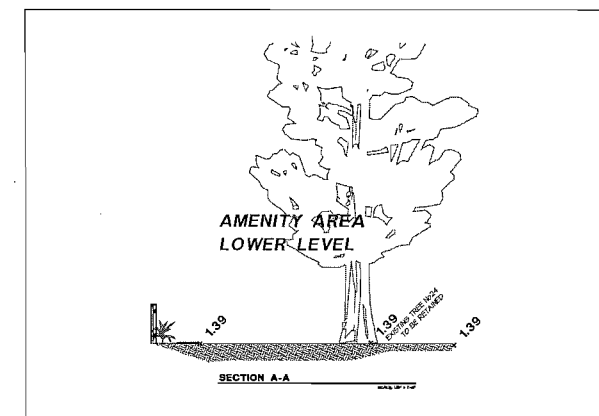 AMENITY AREA
LOWER LEVEL
1.39
1.39
EXISTING TREE No24
TO BE RETAINED
1.39
SECTION A-A